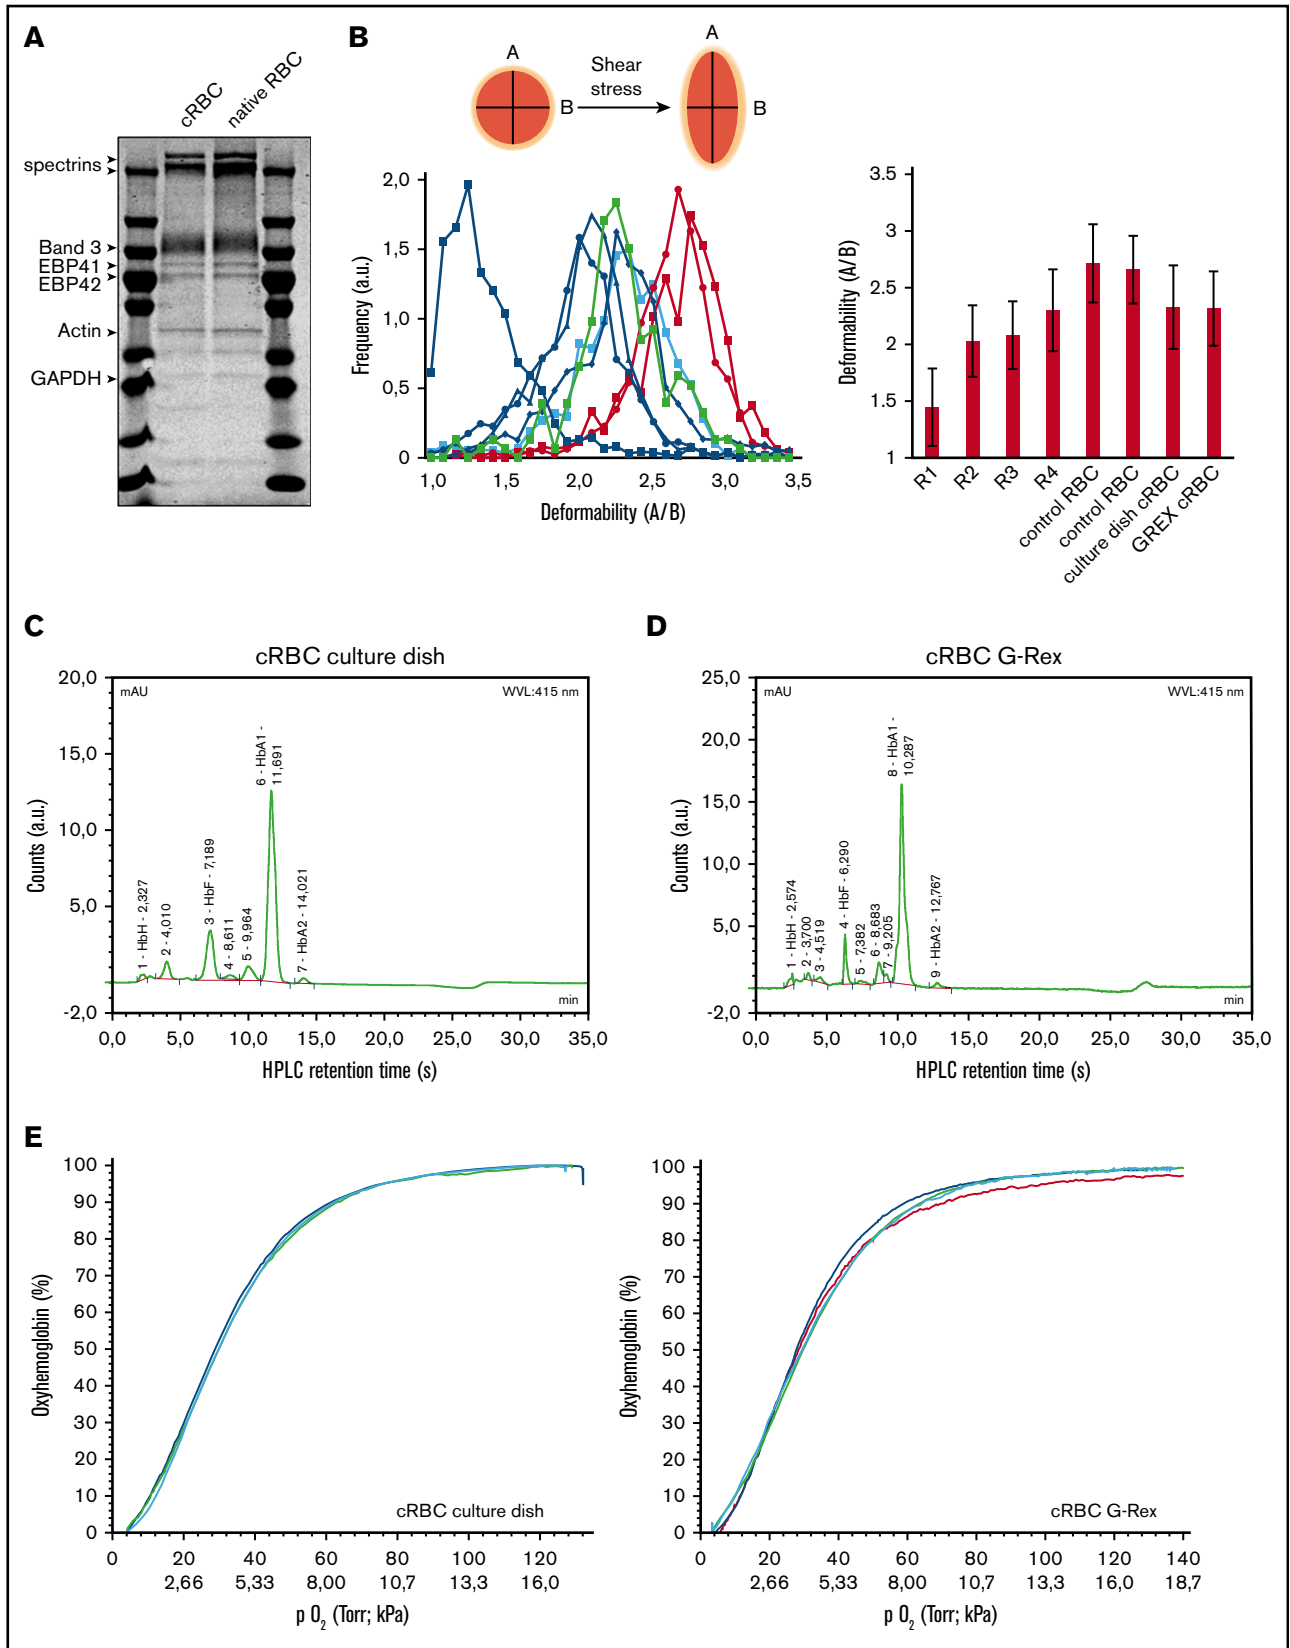 A
cRBC
native RBC
spectrins
Band 3
EBP41
EBP42
Actin
GAPDH
B
A
B
Shear
stress
A
B
2,0
1,5
1,0
0,5
0
Frequency (a.u.)
1,0 1,5 2,0 2,5 3,0 3,5
Deformability (A/B)
3.5
3
2.5
2
1.5
1
Deformability (A/B)
R1
R2
R3
R4
control RBC
control RBC
culture dish cRBC
GREX cRBC
C
cRBC culture dish
20,0
15,0
10,0
5,0
-2,0
Counts (a.u.)
mAU
WVL:415 nm
1 - HbH - 2,327
2 - 4,010
3 - HbF - 7,189
4 - 8,611
5 - 9,964
6 - HbA1 -
11,691
7 - HbA2 - 14,021
min
0,0 5,0 10,0 15,0 20,0 25,0 30,0 35,0
HPLC retention time (s)
D
cRBC G-Rex
25,0
20,0
15,0
10,0
5,0
-2,0
Counts (a.u.)
mAU
WVL:415 nm
1 - HbH - 2,574
2 - 3,700
3 - 4,519
4 - HbF - 6,290
5 - 7,382
6 - 8,683
7 - 9,205
8 - HbA1 -
10,287
9 - HbA2 - 12,767
min
0,0 5,0 10,0 15,0 20,0 25,0 30,0 35,0
HPLC retention time (s)
E
100
90
80
70
60
50
40
30
20
10
0
Oxyhemoglobin (%)
cRBC culture dish
0 20 40 60 80 100 120
2,66 5,33 8,00 10,7 13,3 16,0
p O2 (Torr; kPa)
100
90
80
70
60
50
40
30
20
10
0
Oxyhemoglobin (%)
cRBC G-Rex
0 20 40 60 80 100 120 140
2,66 5,33 8,00 10,7 13,3 16,0 18,7
p O2 (Torr; kPa)